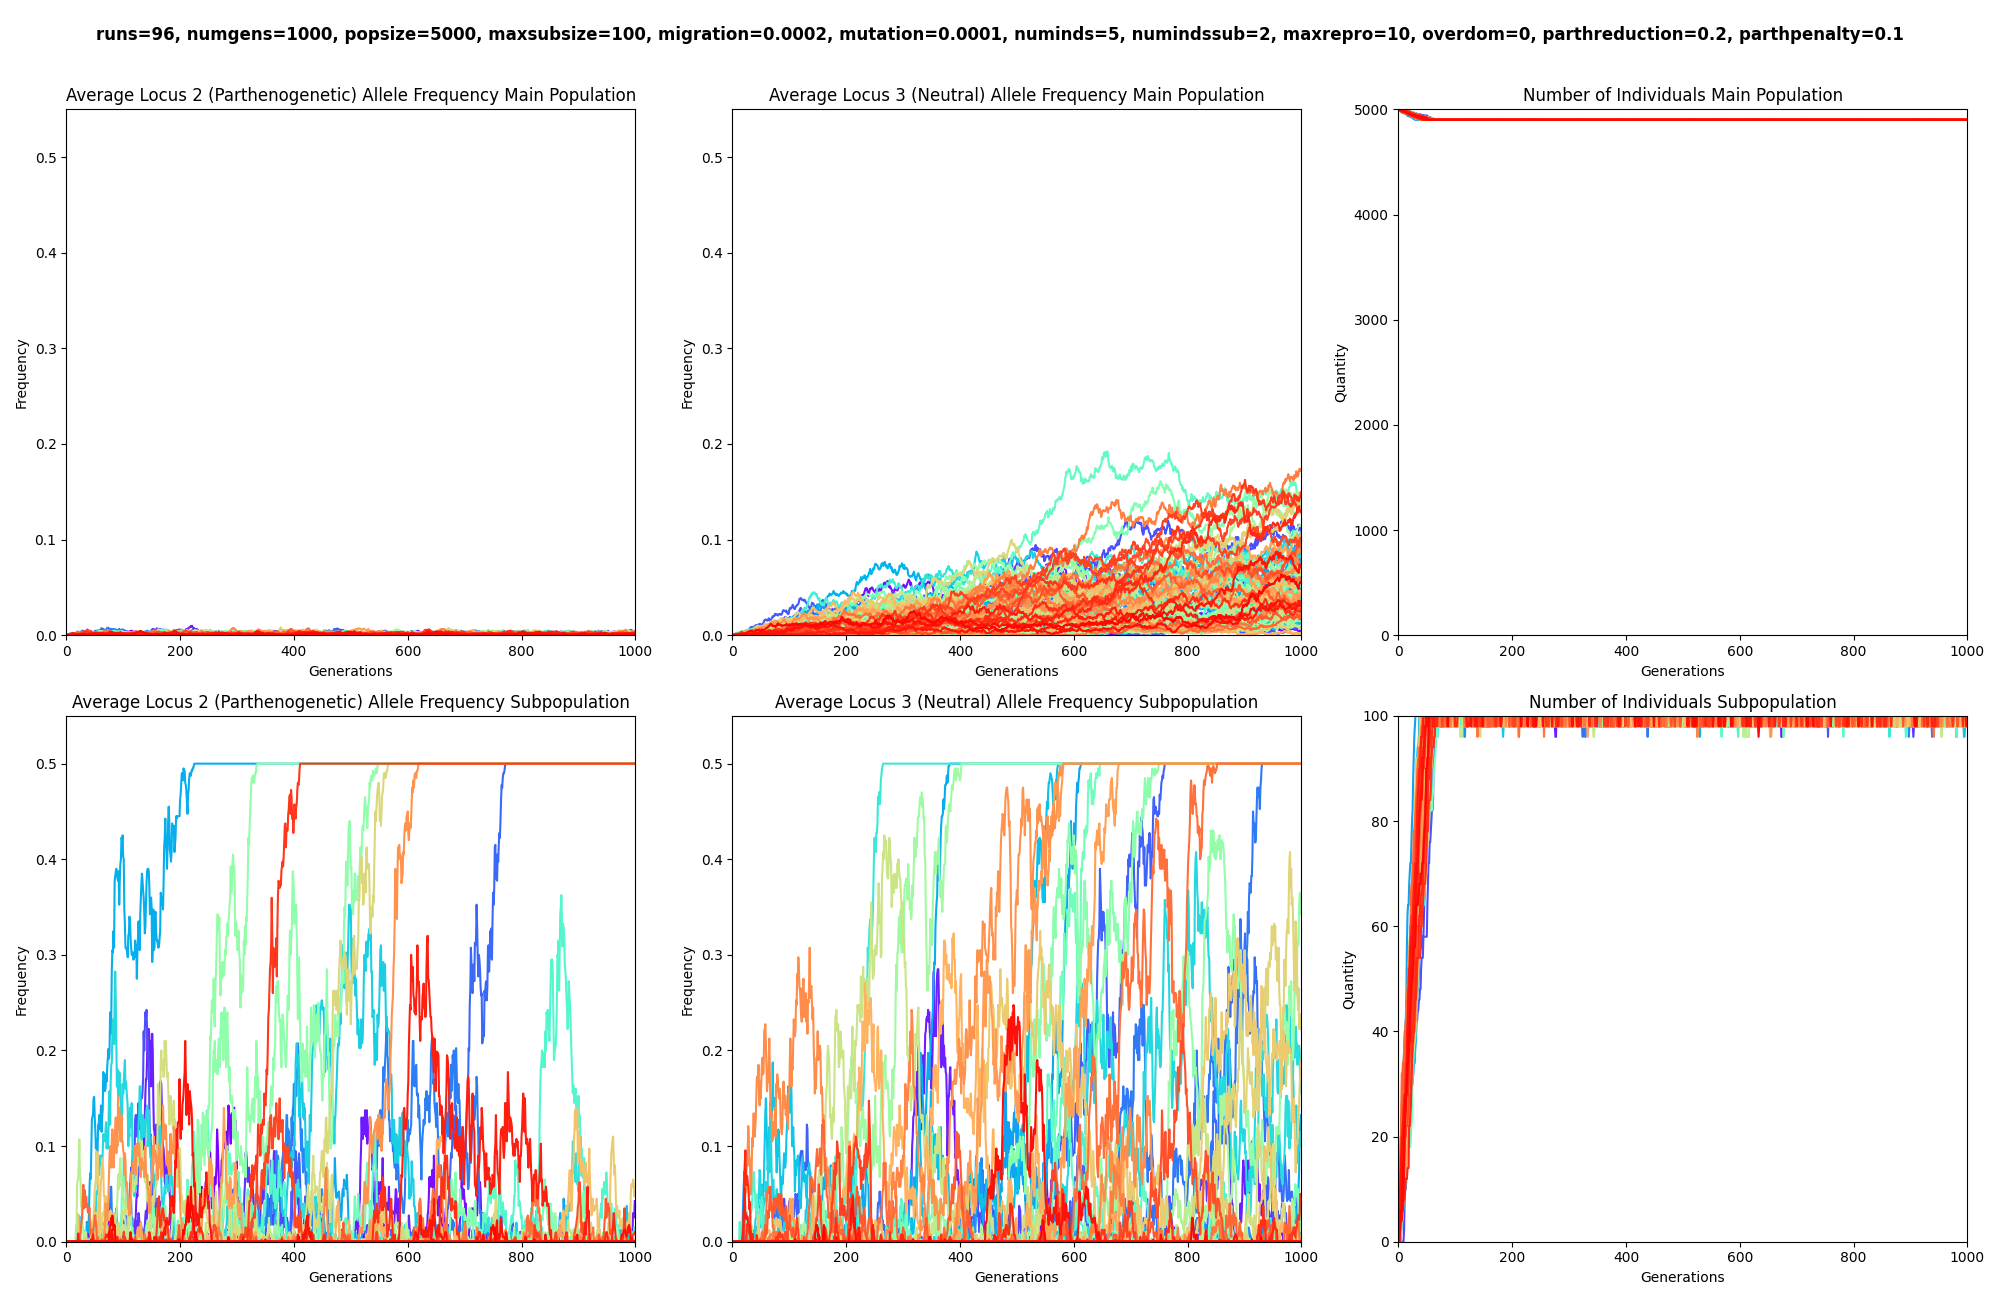 runs=96, numgens=1000, popsize=5000, maxsubsize=100, migration=0.0002, mutation=0.0001, numinds=5, numindssub=2, maxrepro=10, overdom=0, parthreduction=0.2, parthpenalty=0.1
Average Locus 2 (Parthenogenetic) Allele Frequency Main Population
Frequency
0.5
0.4
0.3
0.2
0.1
0.0
0 200 400 600 800 1000
Generations
Average Locus 3 (Neutral) Allele Frequency Main Population
Frequency
0.5
0.4
0.3
0.2
0.1
0.0
0 200 400 600 800 1000
Generations
Number of Individuals Main Population
Quantity
5000
4000
3000
2000
1000
0
0 200 400 600 800 1000
Generations
Average Locus 2 (Parthenogenetic) Allele Frequency Subpopulation
Frequency
0.5
0.4
0.3
0.2
0.1
0.0
0 200 400 600 800 1000
Generations
Average Locus 3 (Neutral) Allele Frequency Subpopulation
Frequency
0.5
0.4
0.3
0.2
0.1
0.0
0 200 400 600 800 1000
Generations
Number of Individuals Subpopulation
Quantity
100
80
60
40
20
0
0 200 400 600 800 1000
Generations